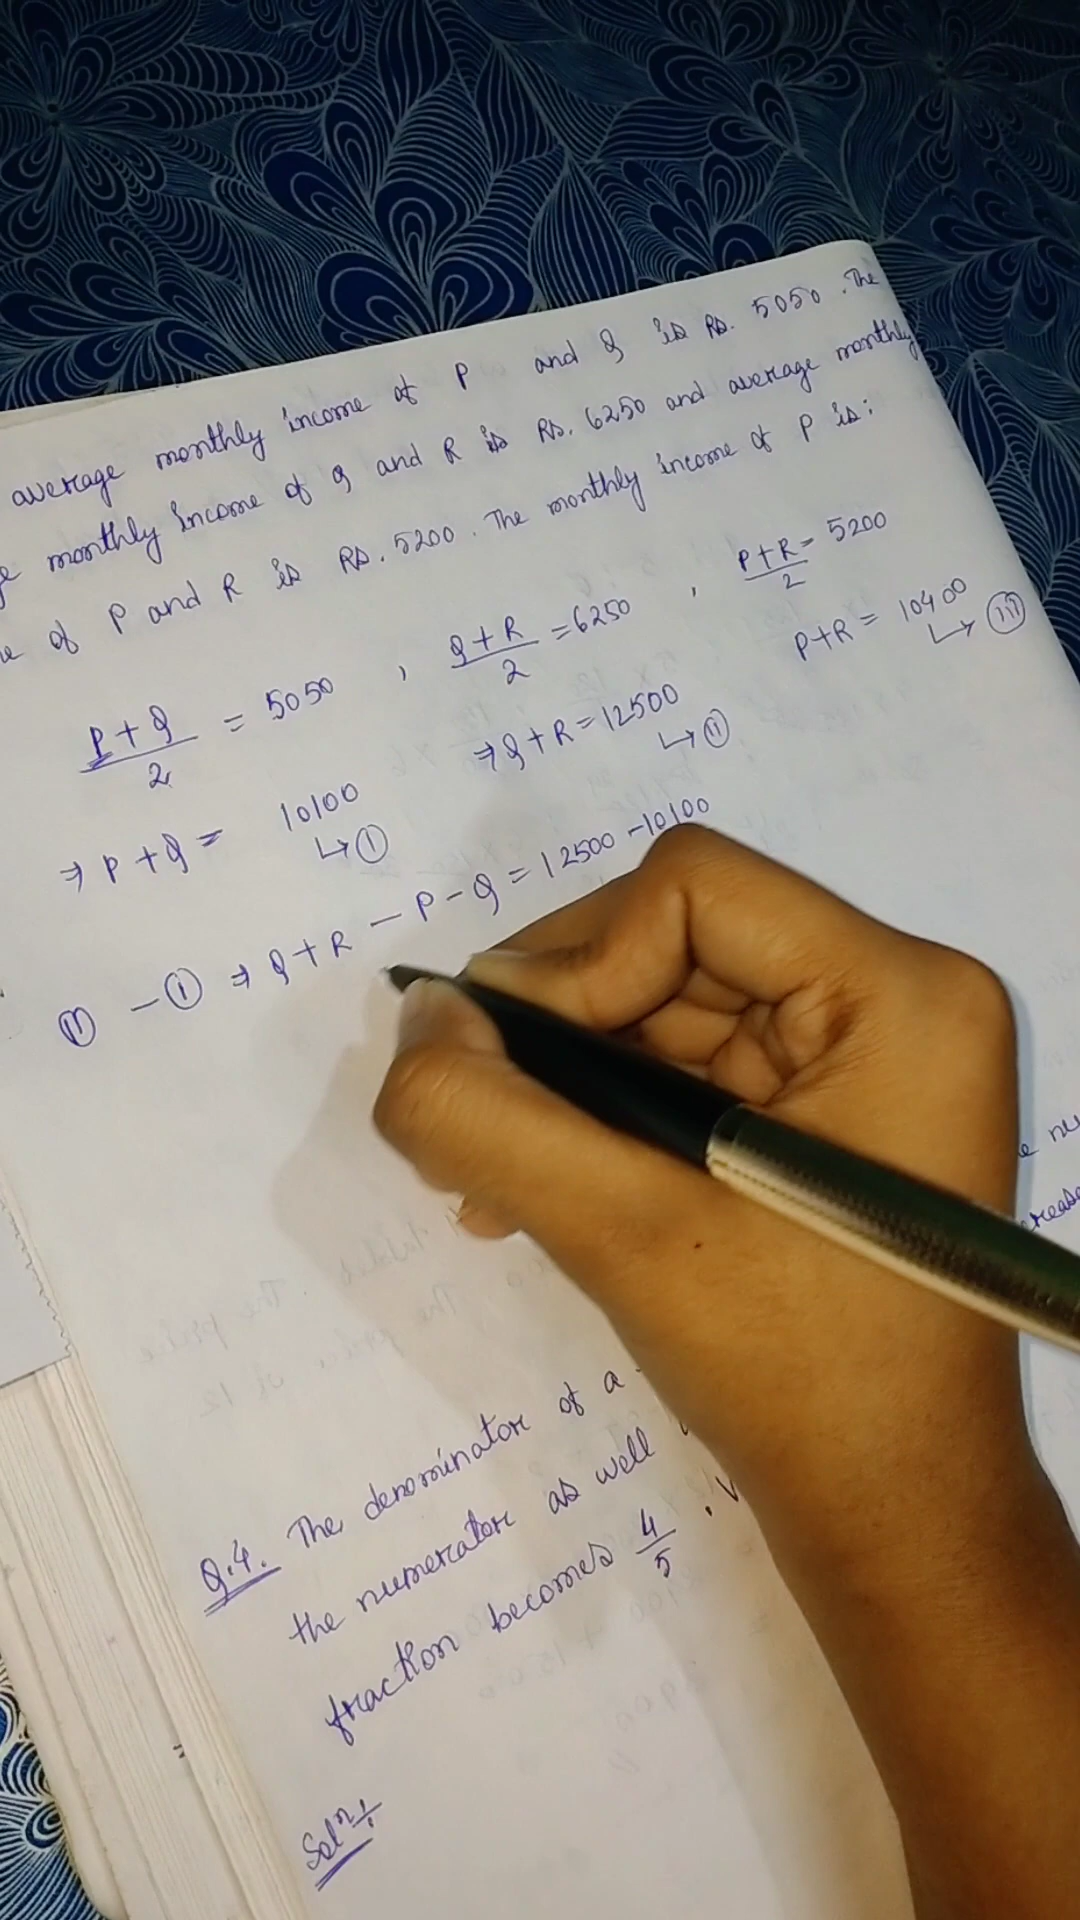 average monthly income of P and Q is Rs. 5050. The
monthly income of Q and R is Rs. 6250 and average monthly
of P and R is Rs. 5200. The monthly income of P is:
P+Q/2 = 5050 , Q+R/2 = 6250 , P+R/2 = 5200
⇒ P+Q = 10100 ↳ (i)
⇒ Q+R = 12500 ↳ (ii)
P+R = 10400 ↳ (iii)
(ii) - (i) ⇒ Q+R - P-Q = 12500 - 10100
Q.4. The denominator of a
the numerator as well
fraction becomes 4/5 .
Solⁿ: